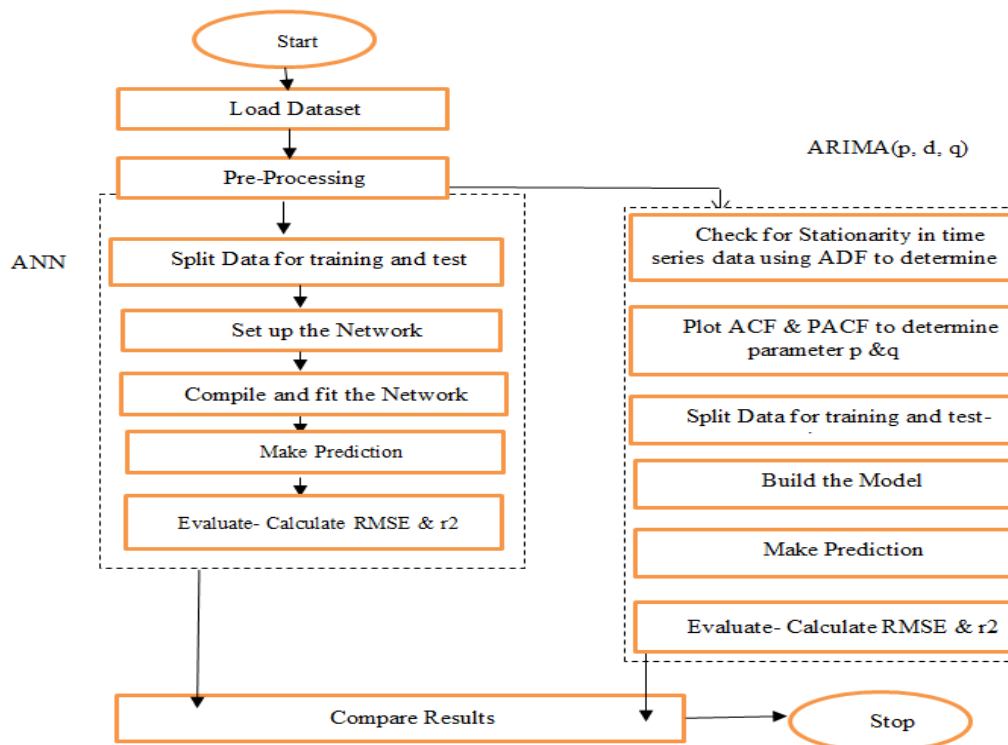 Start
Load Dataset
Pre-Processing
ANN
Split Data for training and test
Set up the Network
Compile and fit the Network
Make Prediction
Evaluate- Calculate RMSE & r2
ARIMA(p, d, q)
Check for Stationarity in time
series data using ADF to determine
Plot ACF & PACF to determine
parameter p &q
Split Data for training and test-
Build the Model
Make Prediction
Evaluate- Calculate RMSE & r2
Compare Results
Stop